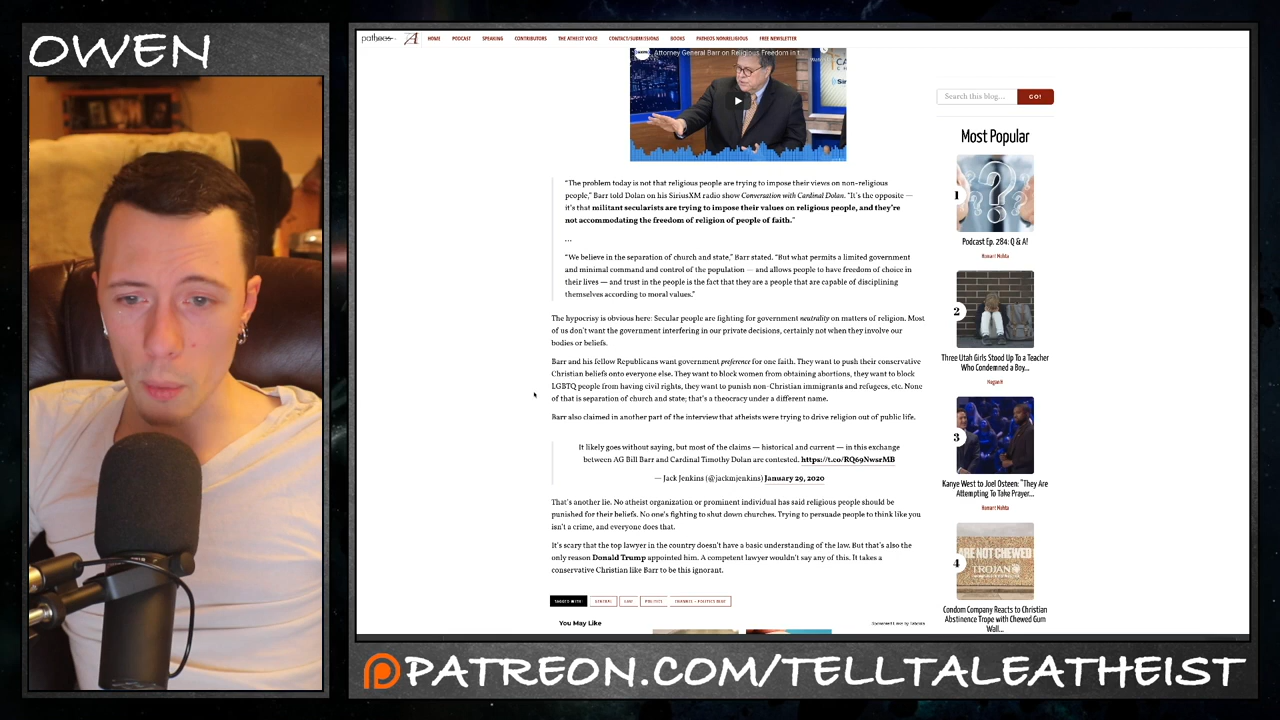 OWEN
patheos
HOME PODCAST SPEAKING CONTRIBUTORS THE ATHEIST VOICE CONTACT/SUBMISSIONS BOOKS PATHEOS NONRELIGIOUS FREE NEWSLETTER
Attorney General Barr on Religious Freedom in t...
"The problem today is not that religious people are trying to impose their views on non-religious
people," Barr told Dolan on his SiriusXM radio show Conversation with Cardinal Dolan. "It's the opposite —
it's that militant secularists are trying to impose their values on religious people, and they're
not accommodating the freedom of religion of people of faith."
...
"We believe in the separation of church and state," Barr stated. "But what permits a limited government
and minimal command and control of the population — and allows people to have freedom of choice in
their lives — and trust in the people is the fact that they are a people that are capable of disciplining
themselves according to moral values."
The hypocrisy is obvious here: Secular people are fighting for government neutrality on matters of religion. Most
of us don't want the government interfering in our private decisions, certainly not when they involve our
bodies or beliefs.
Barr and his fellow Republicans want government preference for one faith. They want to push their conservative
Christian beliefs onto everyone else. They want to block women from obtaining abortions, they want to block
LGBTQ people from having civil rights, they want to punish non-Christian immigrants and refugees, etc. None
of that is separation of church and state; that's a theocracy under a different name.
Barr also claimed in another part of the interview that atheists were trying to drive religion out of public life.
It likely goes without saying, but most of the claims — historical and current — in this exchange
between AG Bill Barr and Cardinal Timothy Dolan are contested. https://t.co/RQ69NwsrMB
— Jack Jenkins (@jackmjenkins) January 29, 2020
That's another lie. No atheist organization or prominent individual has said religious people should be
punished for their beliefs. No one's fighting to shut down churches. Trying to persuade people to think like you
isn't a crime, and everyone does that.
It's scary that the top lawyer in the country doesn't have a basic understanding of the law. But that's also the
only reason Donald Trump appointed him. A competent lawyer wouldn't say any of this. It takes a
conservative Christian like Barr to be this ignorant.
TAGGED WITH: GENERAL LAW POLITICS
You May Like
Search this blog... GO!
Most Popular
1
Podcast Ep. 284: Q & A!
Hemant Mehta
2
Three Utah Girls Stood Up To a Teacher
Who Condemned a Boy...
3
Kanye West to Joel Osteen: "They Are
Attempting To Take Prayer...
Hemant Mehta
ARE NOT CHEWED
TROJAN
4
Condom Company Reacts to Christian
Abstinence Trope with Chewed Gum
Wall...
PATREON.COM/TELLTALEATHEIST